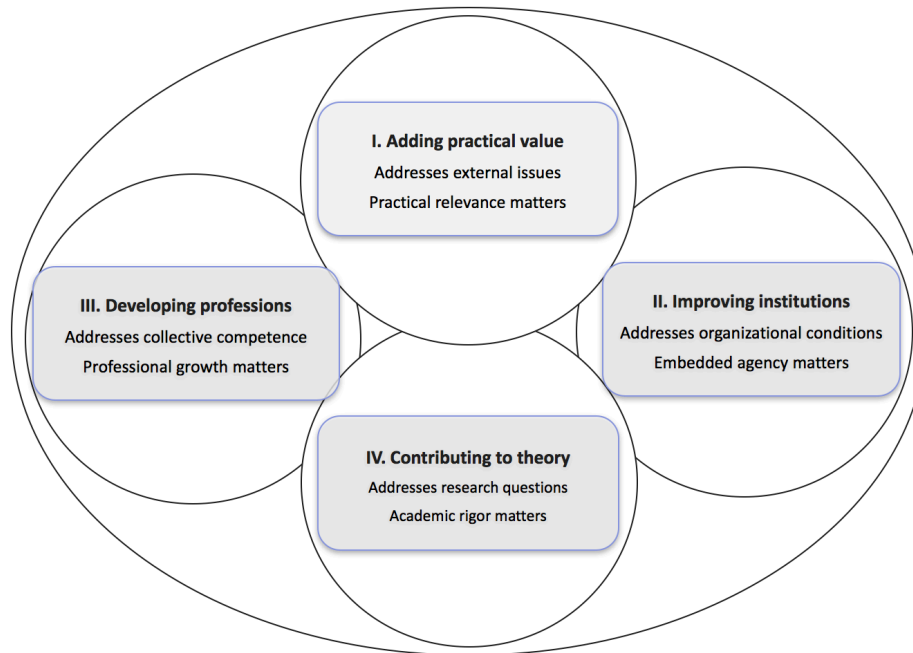 I. Adding practical value
Addresses external issues
Practical relevance matters
III. Developing professions
Addresses collective competence
Professional growth matters
II. Improving institutions
Addresses organizational conditions
Embedded agency matters
IV. Contributing to theory
Addresses research questions
Academic rigor matters